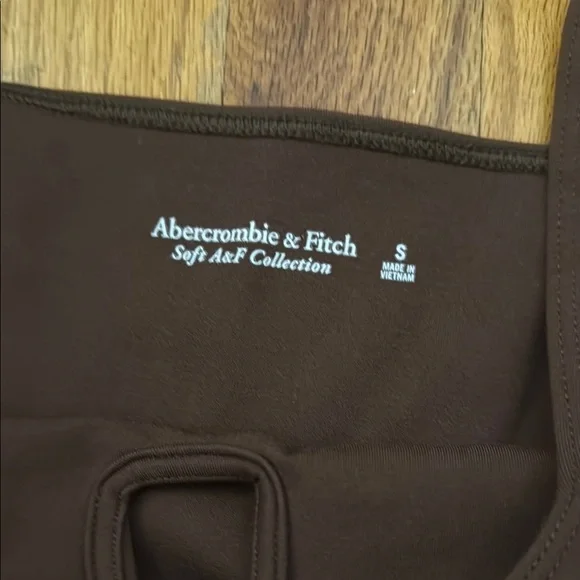 Abercrombie & Fitch
Soft A&F Collection
S
MADE IN
VIETNAM